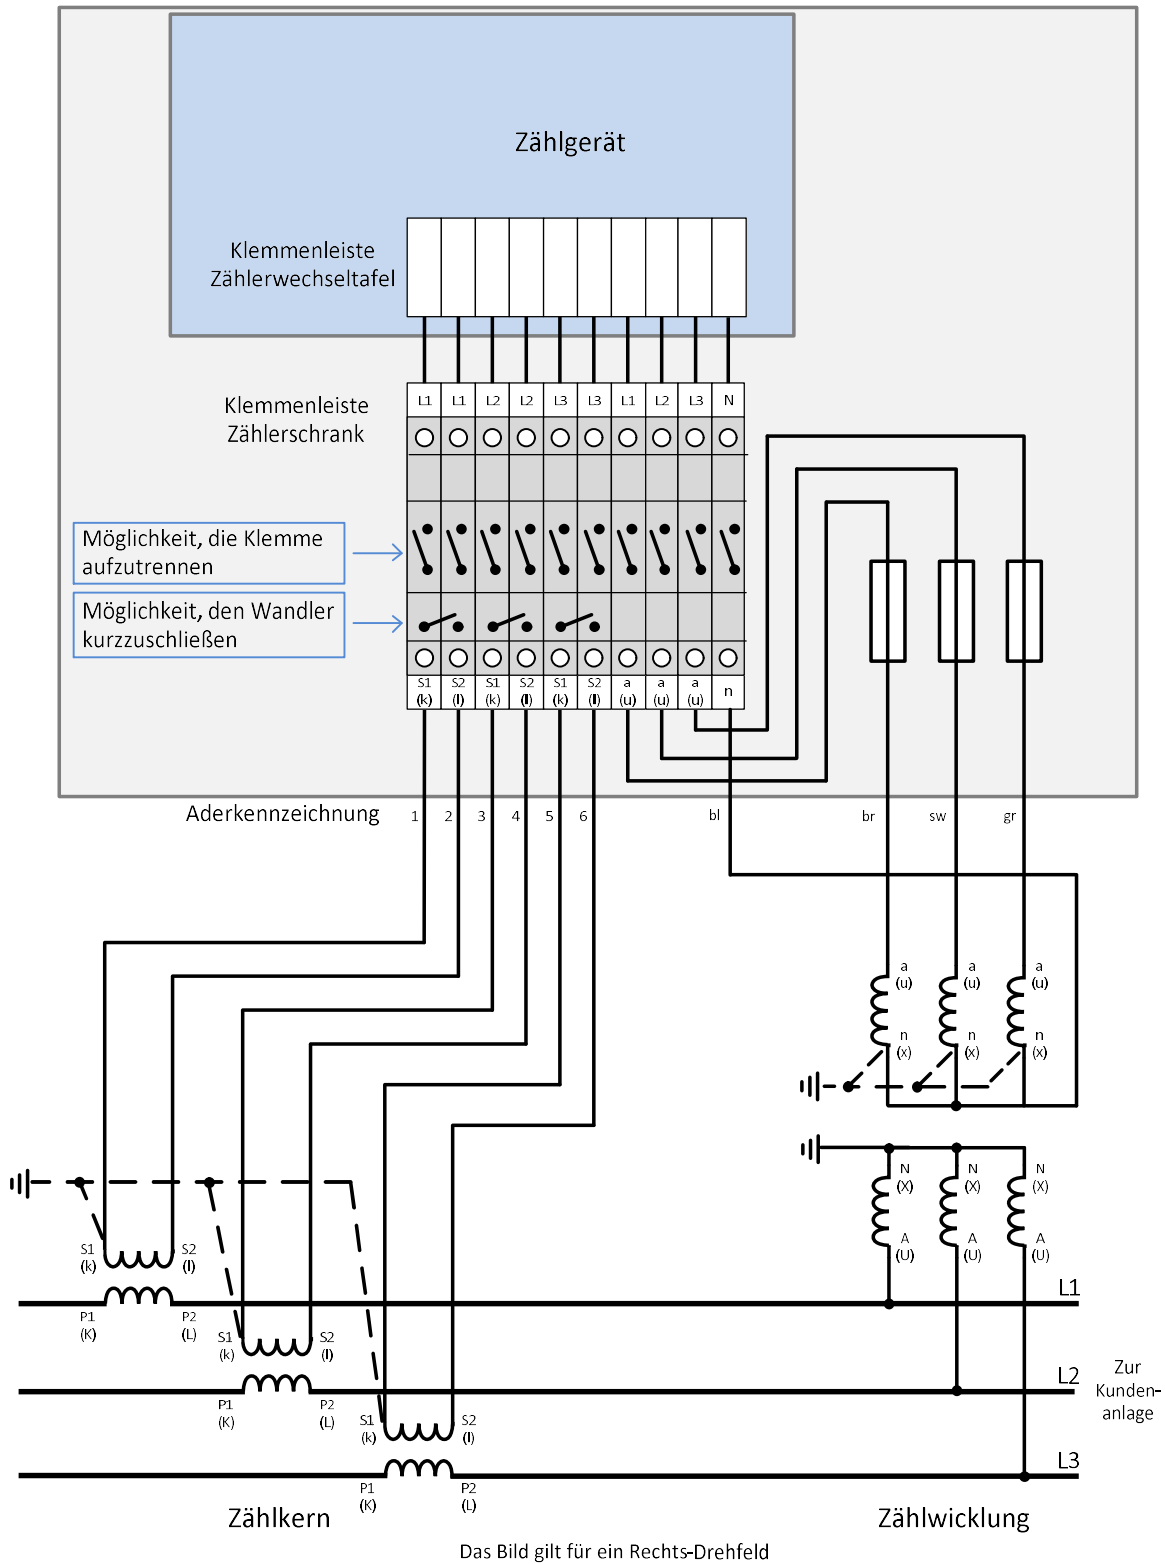 Zählgerät
Klemmenleiste
Zählerwechseltafel
Klemmenleiste
Zählerschrank
L1 L1 L2 L2 L3 L3 L1 L2 L3 N
Möglichkeit, die Klemme
aufzutrennen
Möglichkeit, den Wandler
kurzzuschließen
S1 S2 S1 S2 S1 S2 a a a n
(k) (l) (k) (l) (k) (l) (u) (u) (u)
Aderkennzeichnung 1 2 3 4 5 6 bl br sw gr
a a a
(u) (u) (u)
n n n
(x) (x) (x)
N N N
(X) (X) (X)
A A A
(U) (U) (U)
S1 S2
(k) (l)
L1
P1 P2
(K) (L)
S1 S2
(k) (l)
L2
P1 P2
(K) (L)
Zur
Kunden-
anlage
S1 S2
(k) (l)
L3
P1 P2
(K) (L)
Zählkern
Zählwicklung
Das Bild gilt für ein Rechts-Drehfeld